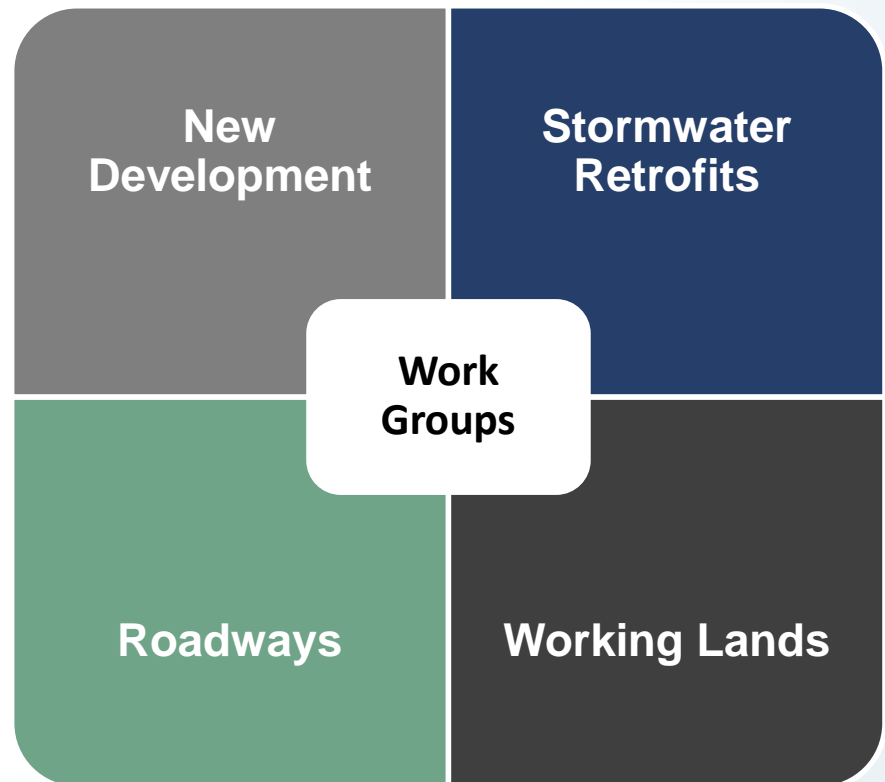 New
Development
Stormwater
Retrofits
Work
Groups
Roadways
Working Lands